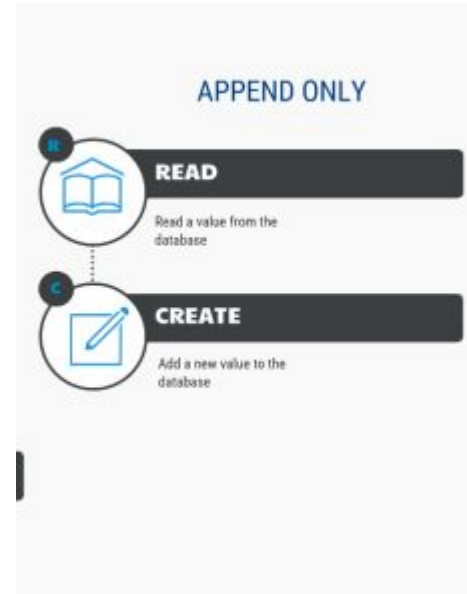 APPEND ONLY
R
READ
Read a value from the
database
C
CREATE
Add a new value to the
database